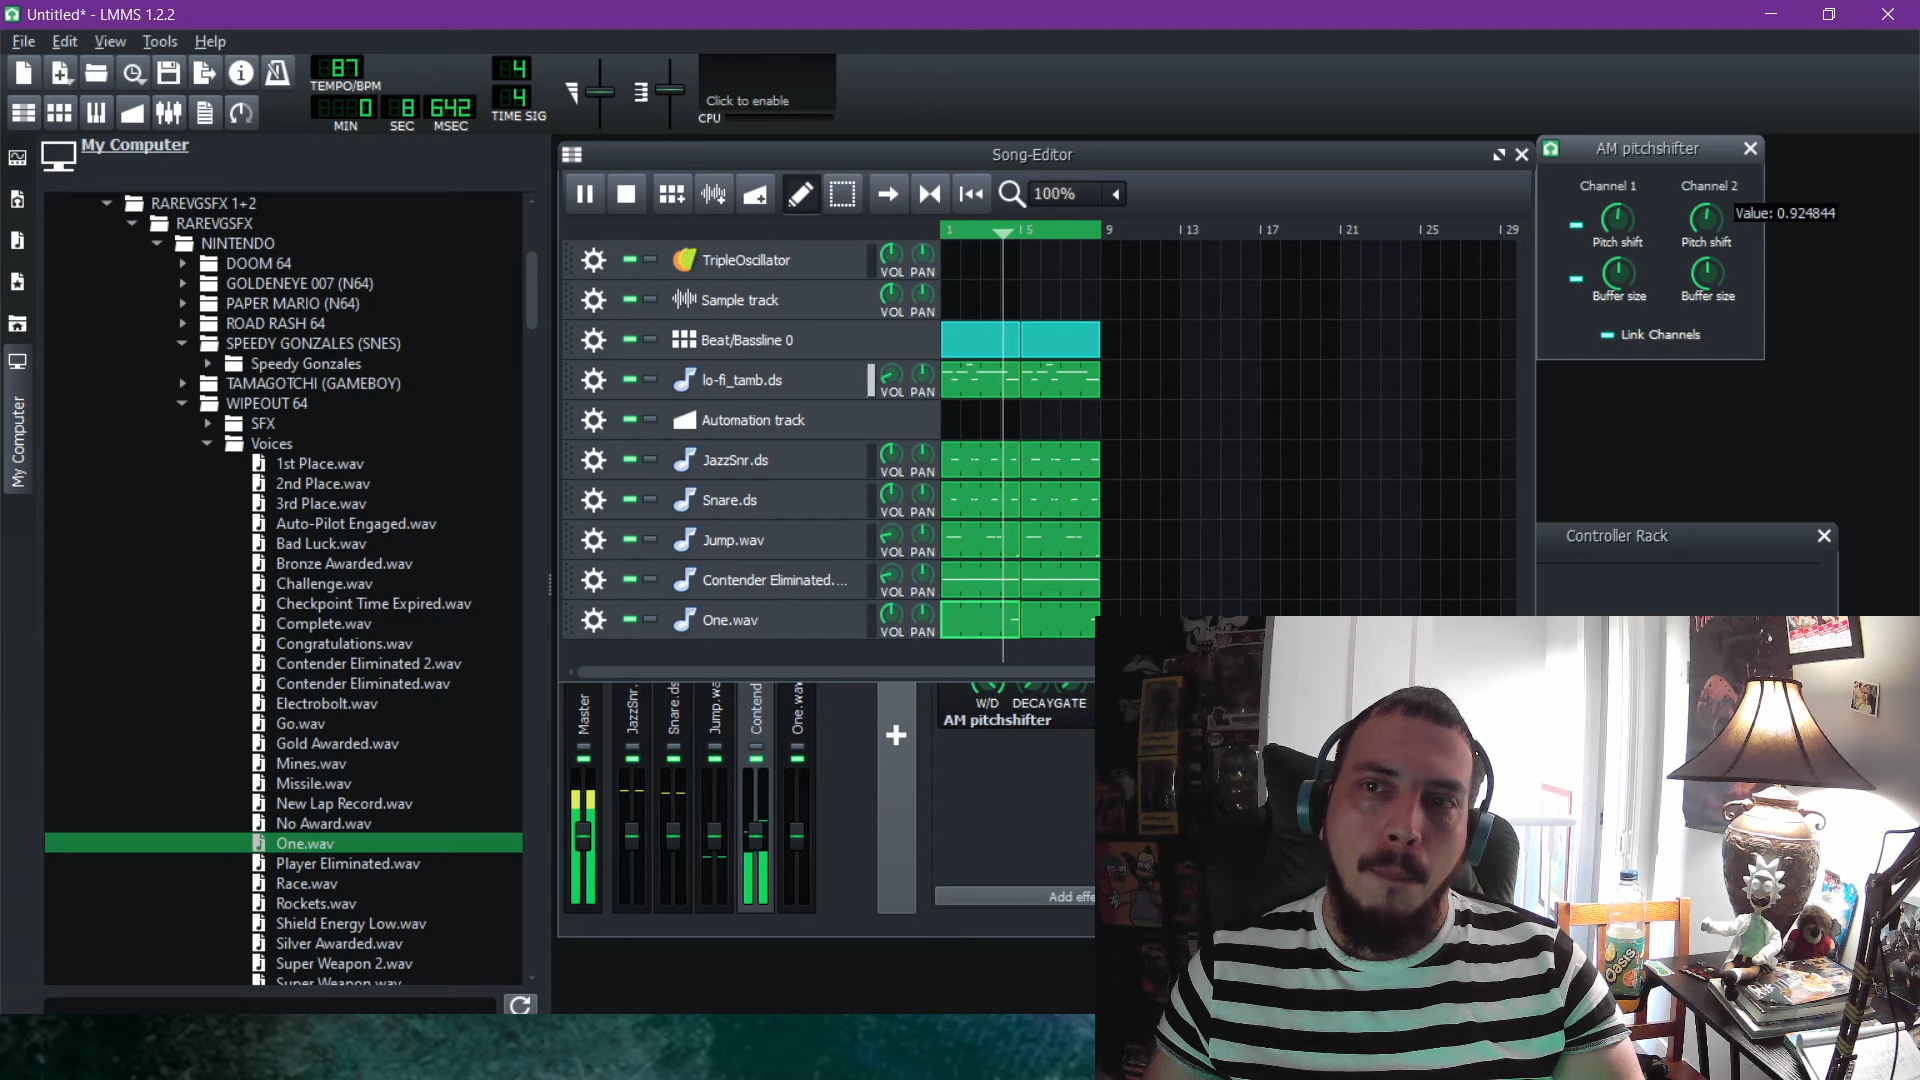 Untitled* - LMMS 1.2.2
File Edit View Tools Help
87
TEMPO/BPM
0 8 642
MIN SEC MSEC
4
4
TIME SIG
Click to enable
CPU
My Computer
My Computer
RAREVGSFX 1+2
RAREVGSFX
NINTENDO
DOOM 64
GOLDENEYE 007 (N64)
PAPER MARIO (N64)
ROAD RASH 64
SPEEDY GONZALES (SNES)
Speedy Gonzales
TAMAGOTCHI (GAMEBOY)
WIPEOUT 64
SFX
Voices
1st Place.wav
2nd Place.wav
3rd Place.wav
Auto-Pilot Engaged.wav
Bad Luck.wav
Bronze Awarded.wav
Challenge.wav
Checkpoint Time Expired.wav
Complete.wav
Congratulations.wav
Contender Eliminated 2.wav
Contender Eliminated.wav
Electrobolt.wav
Go.wav
Gold Awarded.wav
Mines.wav
Missile.wav
New Lap Record.wav
No Award.wav
One.wav
Player Eliminated.wav
Race.wav
Rockets.wav
Shield Energy Low.wav
Silver Awarded.wav
Super Weapon 2.wav
Super Weapon.wav
Song-Editor
100%
1 5 9 13 17 21 25 29
TripleOscillator VOL PAN
Sample track VOL PAN
Beat/Bassline 0
lo-fi_tamb.ds VOL PAN
Automation track
JazzSnr.ds VOL PAN
Snare.ds VOL PAN
Jump.wav VOL PAN
Contender Eliminated.... VOL PAN
One.wav VOL PAN
Master
JazzSnr.
Snare.ds
Jump.wa
Contend
One.wav
W/D DECAY GATE
AM pitchshifter
Add effe
AM pitchshifter
Channel 1 Channel 2
Value: 0.924844
Pitch shift Pitch shift
Buffer size Buffer size
Link Channels
Controller Rack